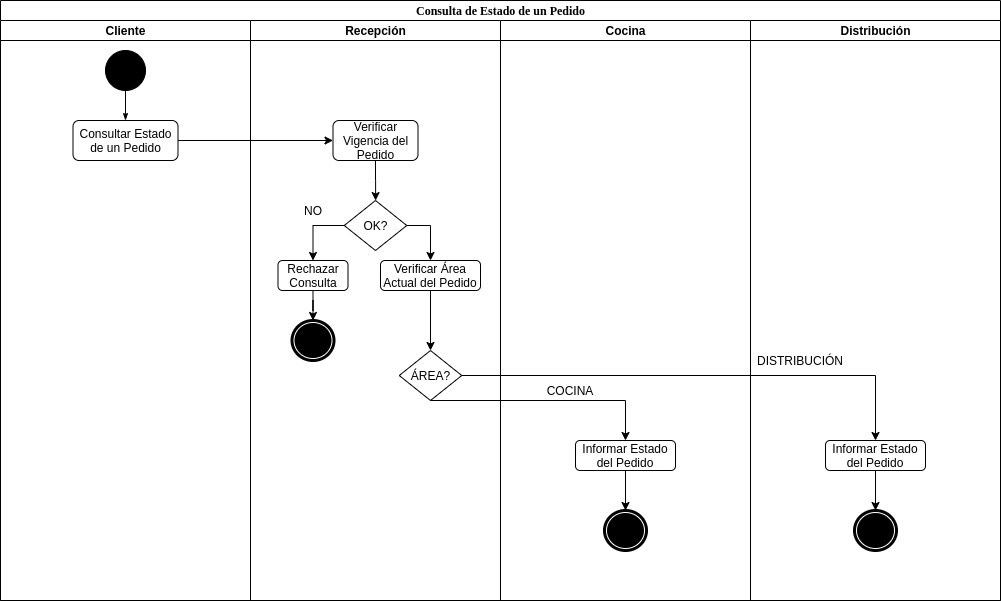 Consulta de Estado de un Pedido
Cliente
Recepción
Cocina
Distribución
Consultar Estado
de un Pedido
Verificar
Vigencia del
Pedido
NO
OK?
Rechazar
Consulta
Verificar Área
Actual del Pedido
ÁREA?
DISTRIBUCIÓN
COCINA
Informar Estado
del Pedido
Informar Estado
del Pedido